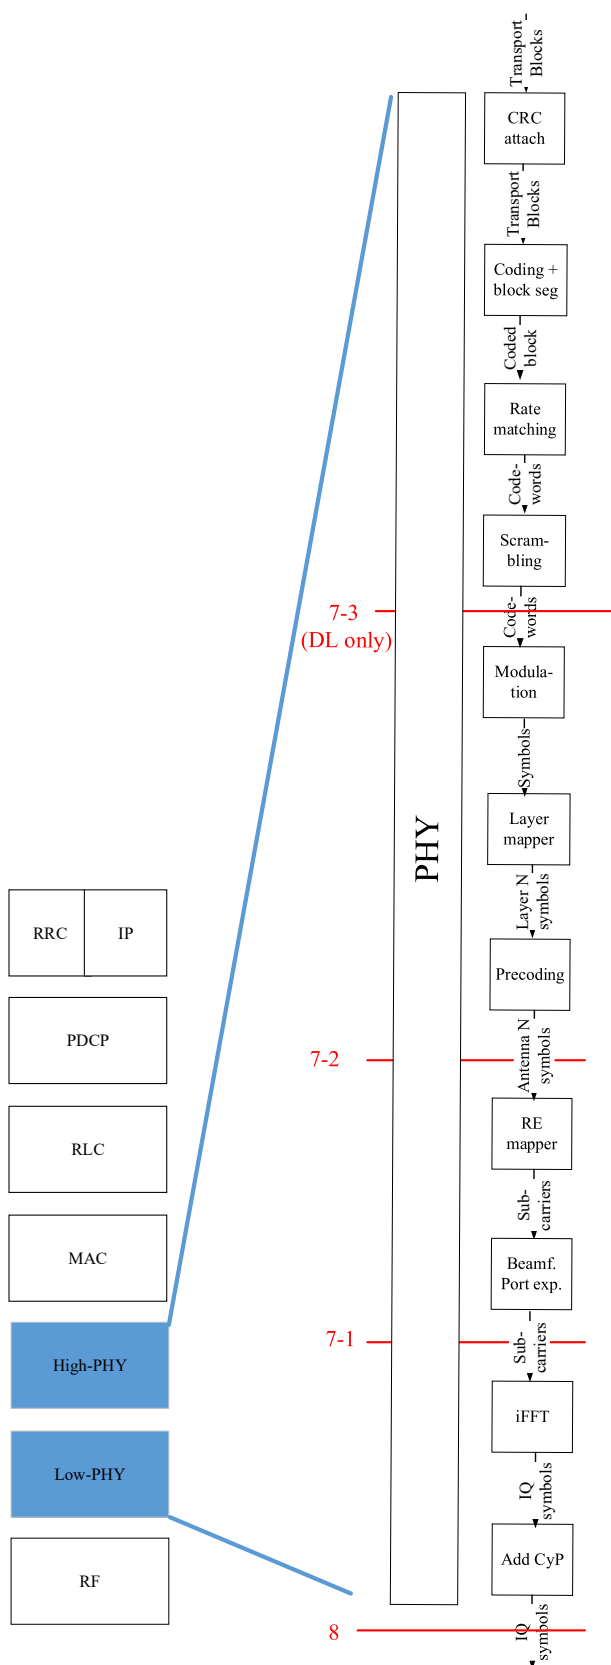 Transport
Blocks
CRC
attach
Transport
Blocks
Coding +
block seg
Coded
block
Rate
matching
Code-
words
Scram-
bling
7-3
(DL only)
Code-
words
Modula-
tion
Symbols
PHY
Layer
mapper
Layer N
symbols
RRC
IP
Precoding
PDCP
7-2
Antenna N
symbols
RE
mapper
RLC
Sub-
carriers
MAC
Beamf.
Port exp.
7-1
Sub-
carriers
High-PHY
iFFT
Low-PHY
IQ
symbols
Add CyP
RF
8
IQ
symbols